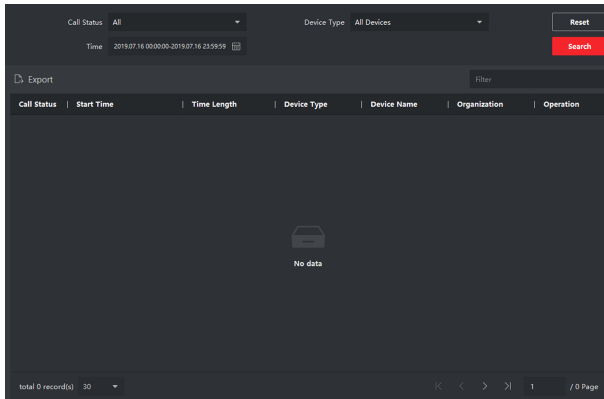 Call Status All Device Type All Devices Reset
Time 2019.07.16 00:00:00-2019.07.16 23:59:59 Search
Export Filter
Call Status | Start Time | Time Length | Device Type | Device Name | Organization | Operation
No data
total 0 record(s) 30 1 / 0 Page